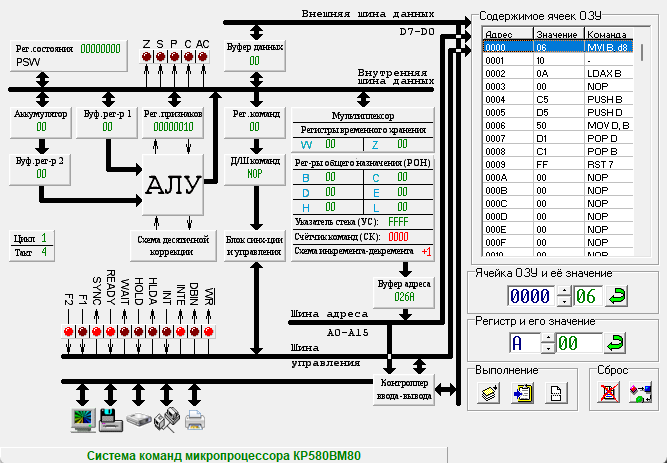 Внешняя шина данных
D7-D0
Рег.состояния 00000000
PSW
Z S P C AC
Буфер данных
00
Внутренняя
шина данных
Аккумулятор
00
Буф.рег-р 1
00
Рег.признаков
00000010
Рег.команд
00
Мультиплексор
Регистры временного хранения
W 00 Z 00
Буф.рег-р 2
00
АЛУ
Д/Ш команд
NOP
Рег-ры общего назначения (РОН)
B 00 C 00
D 00 E 00
H 00 L 00
Указатель стека (УС): FFFF
Счётчик команд (СК): 0000
Схема инкремента-декремента +1
Цикл 1
Такт 4
Схема десятичной
коррекции
Блок синх-ции
и управления
Буфер адреса
026A
F2 F1 SYNC READY WAIT HOLD HLDA INT INTE DBIN WR
Шина адреса
A0-A15
Шина
управления
Контроллер
ввода-вывода
Система команд микропроцессора КР580ВМ80
Содержимое ячеек ОЗУ
Адрес Значение Команда
0000 06 MVI B, d8
0001 10 -
0002 0A LDAX B
0003 00 NOP
0004 C5 PUSH B
0005 D5 PUSH D
0006 50 MOV D, B
0007 D1 POP D
0008 C1 POP B
0009 FF RST 7
000A 00 NOP
000B 00 NOP
000C 00 NOP
000D 00 NOP
000E 00 NOP
000F 00 NOP
0010 00 NOP
Ячейка ОЗУ и её значение
0000 06
Регистр и его значение
A 00
Выполнение
Сброс